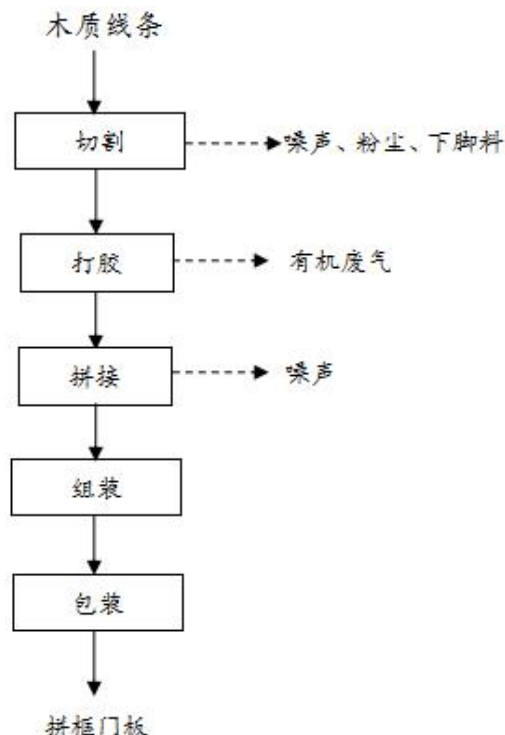 木质线条
切割
噪声、粉尘、下脚料
打胶
有机废气
拼接
噪声
组装
包装
拼框门板